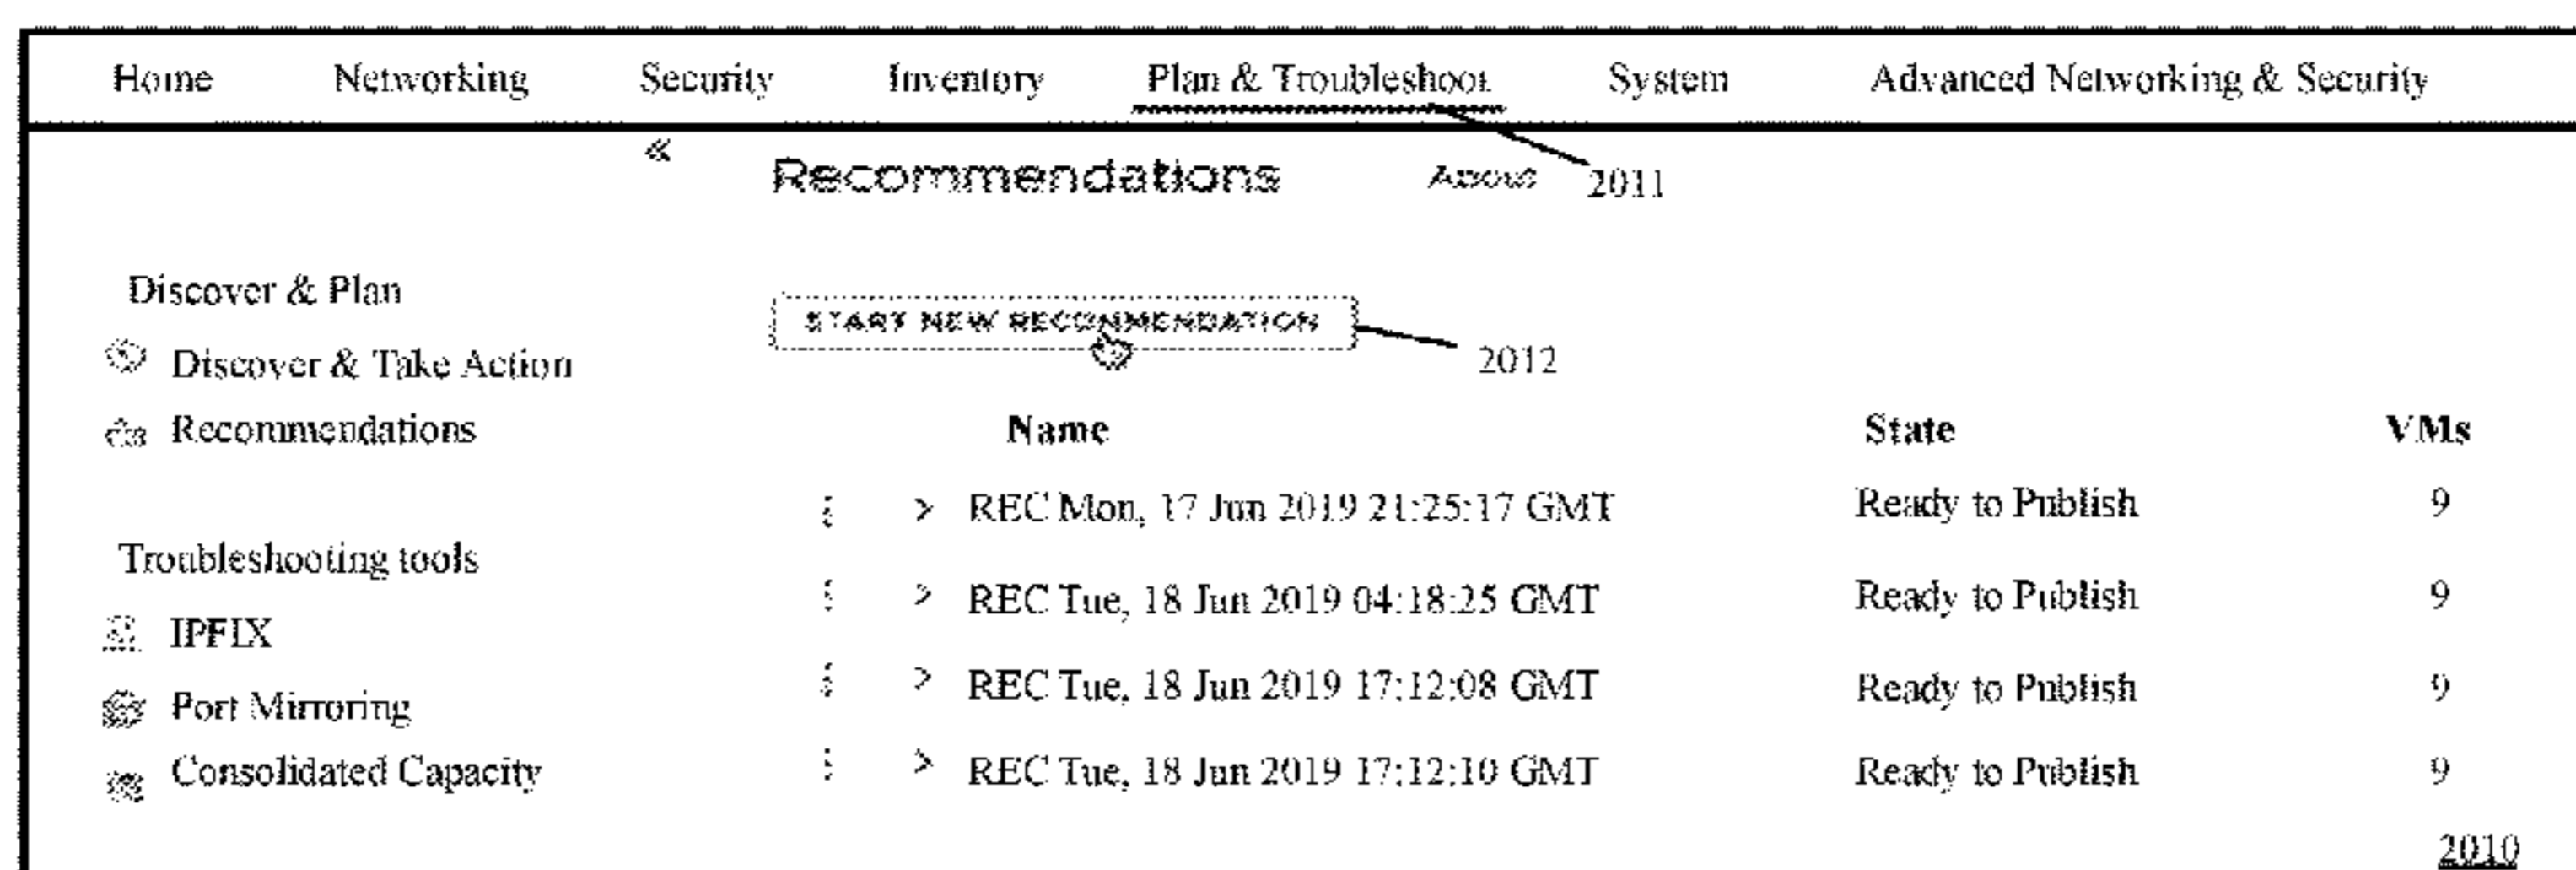 Home Networking Security Inventory Plan & Troubleshoot System Advanced Networking & Security
« Recommendations About 2011
Discover & Plan
START NEW RECOMMENDATION
2012
Discover & Take Action
Recommendations
Name State VMs
> REC Mon, 17 Jun 2019 21:25:17 GMT Ready to Publish 9
Troubleshooting tools
> REC Tue, 18 Jun 2019 04:18:25 GMT Ready to Publish 9
IPFIX
> REC Tue, 18 Jun 2019 17:12:08 GMT Ready to Publish 9
Port Mirroring
> REC Tue, 18 Jun 2019 17:12:10 GMT Ready to Publish 9
Consolidated Capacity
2010